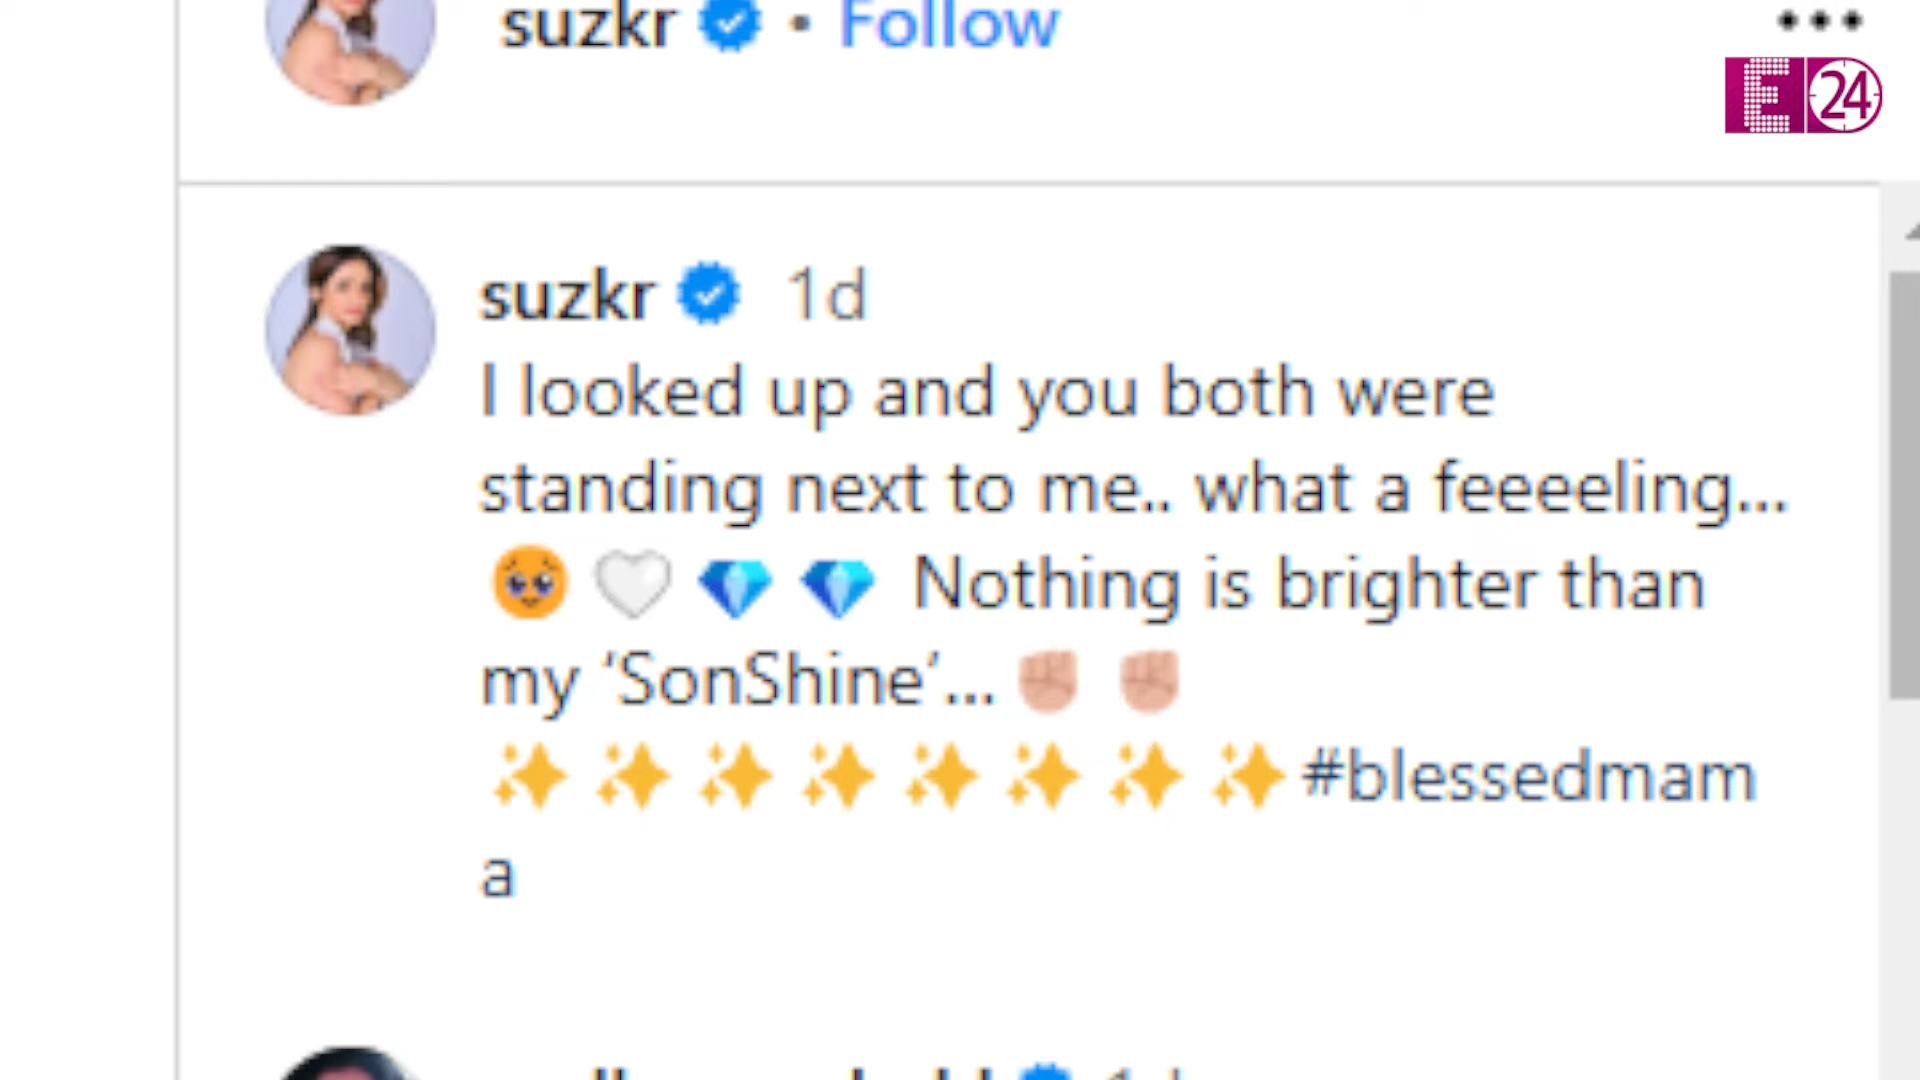 suzkr • Follow
E 24
suzkr 1d
I looked up and you both were
standing next to me.. what a feeeeling...
🥹 🤍 💎 💎 Nothing is brighter than
my ‘SonShine’... ✊🏼 ✊🏼
✨ ✨ ✨ ✨ ✨ ✨ ✨ ✨ #blessedmam
a